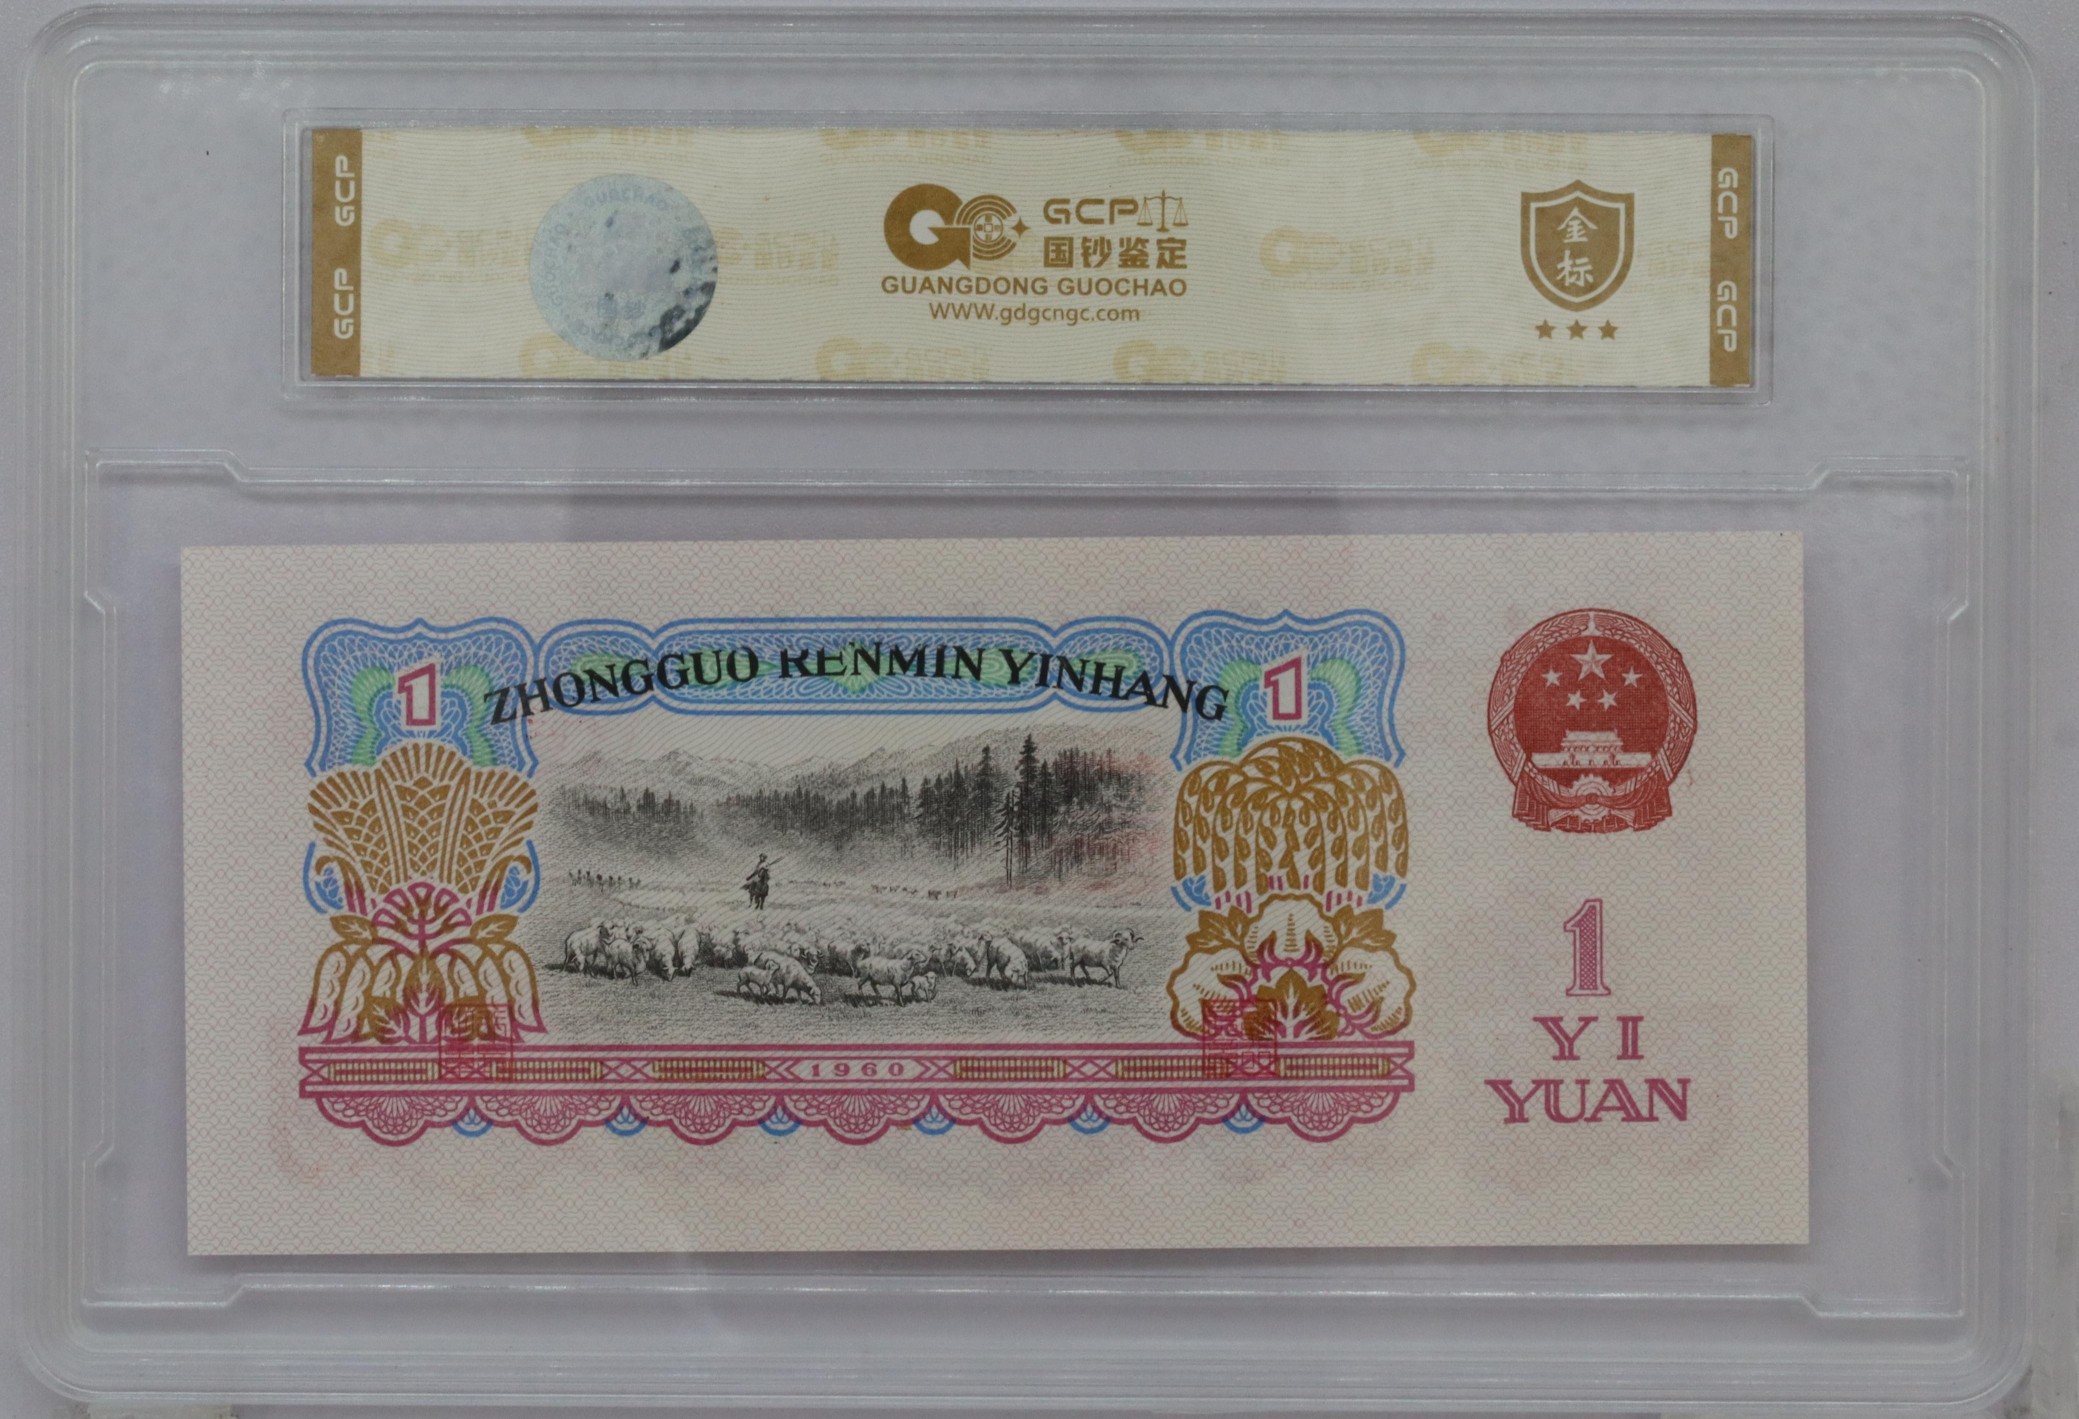 GCP
GCP
GUOCHAO
GCP
国钞鉴定
GUANGDONG GUOCHAO
WWW.gdgcngc.com
金
标
GCP
GCP
ZHONGGUO RENMIN YINHANG
1
1
1960
1
YI
YUAN